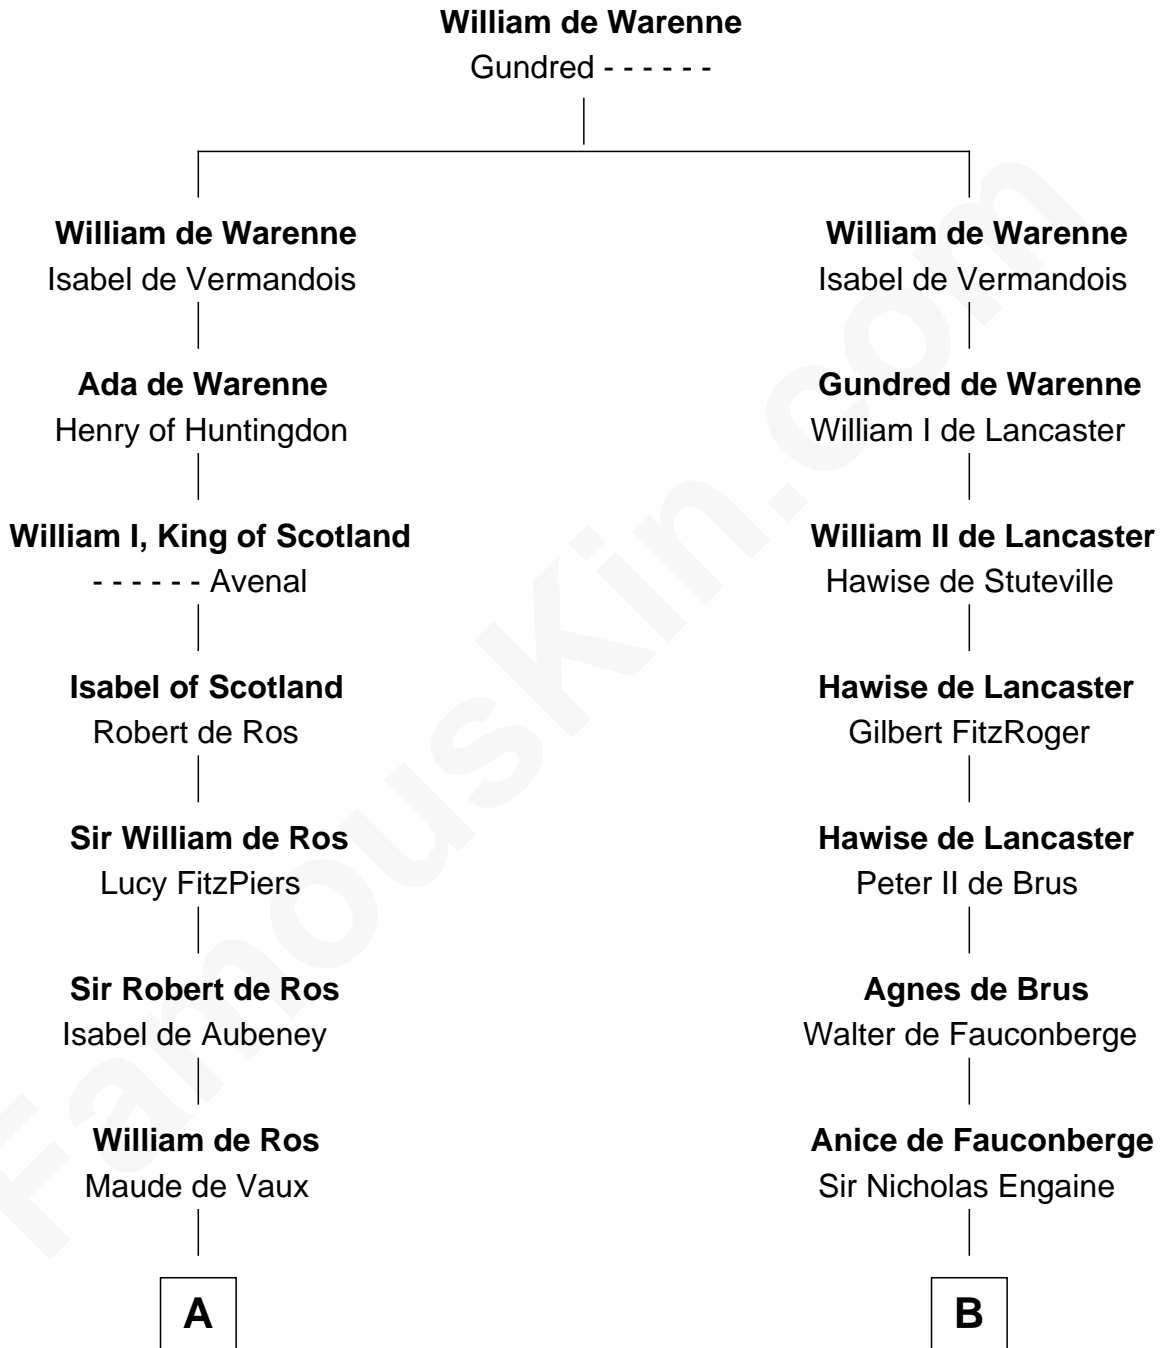 William de Warenne
Gundred - - - - - -
William de Warenne
Isabel de Vermandois
William de Warenne
Isabel de Vermandois
Ada de Warenne
Henry of Huntingdon
Gundred de Warenne
William I de Lancaster
William I, King of Scotland
- - - - - - Avenal
William II de Lancaster
Hawise de Stuteville
Isabel of Scotland
Robert de Ros
Hawise de Lancaster
Gilbert FitzRoger
Sir William de Ros
Lucy FitzPiers
Hawise de Lancaster
Peter II de Brus
Sir Robert de Ros
Isabel de Aubeney
Agnes de Brus
Walter de Fauconberge
William de Ros
Maude de Vaux
Anice de Fauconberge
Sir Nicholas Engaine
A
B
FamousKin.com